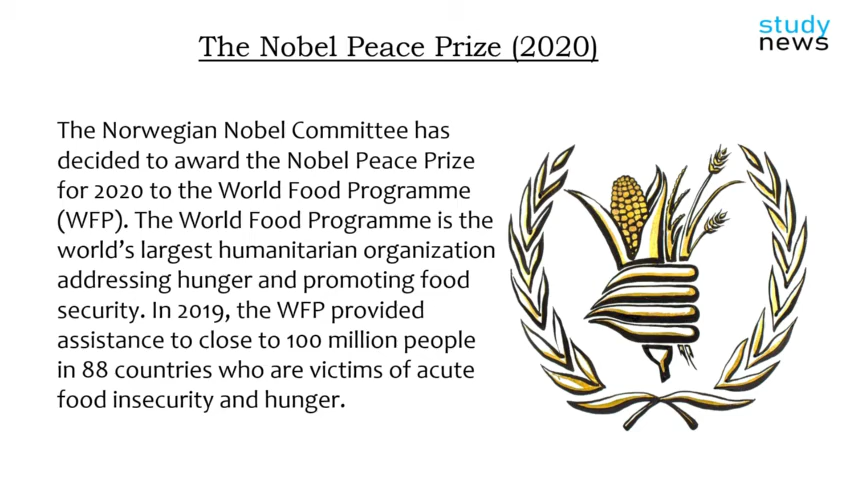 study
news
The Nobel Peace Prize (2020)
The Norwegian Nobel Committee has
decided to award the Nobel Peace Prize
for 2020 to the World Food Programme
(WFP). The World Food Programme is the
world's largest humanitarian organization
addressing hunger and promoting food
security. In 2019, the WFP provided
assistance to close to 100 million people
in 88 countries who are victims of acute
food insecurity and hunger.